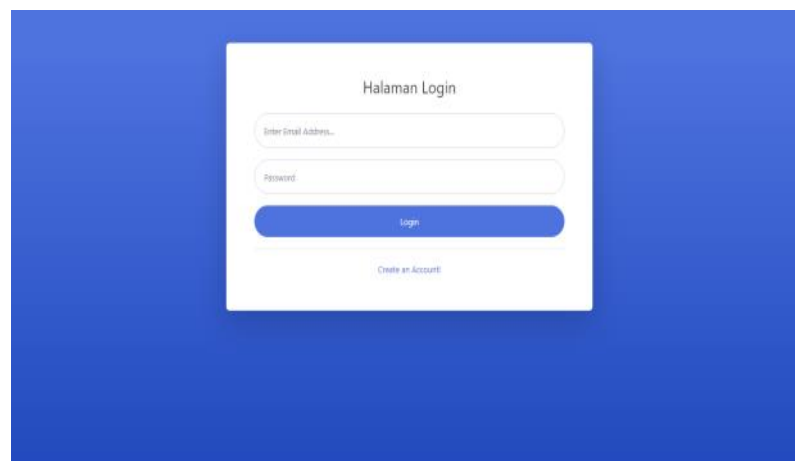 Halaman Login
Enter Email Address...
Password
Login
Create an Account!